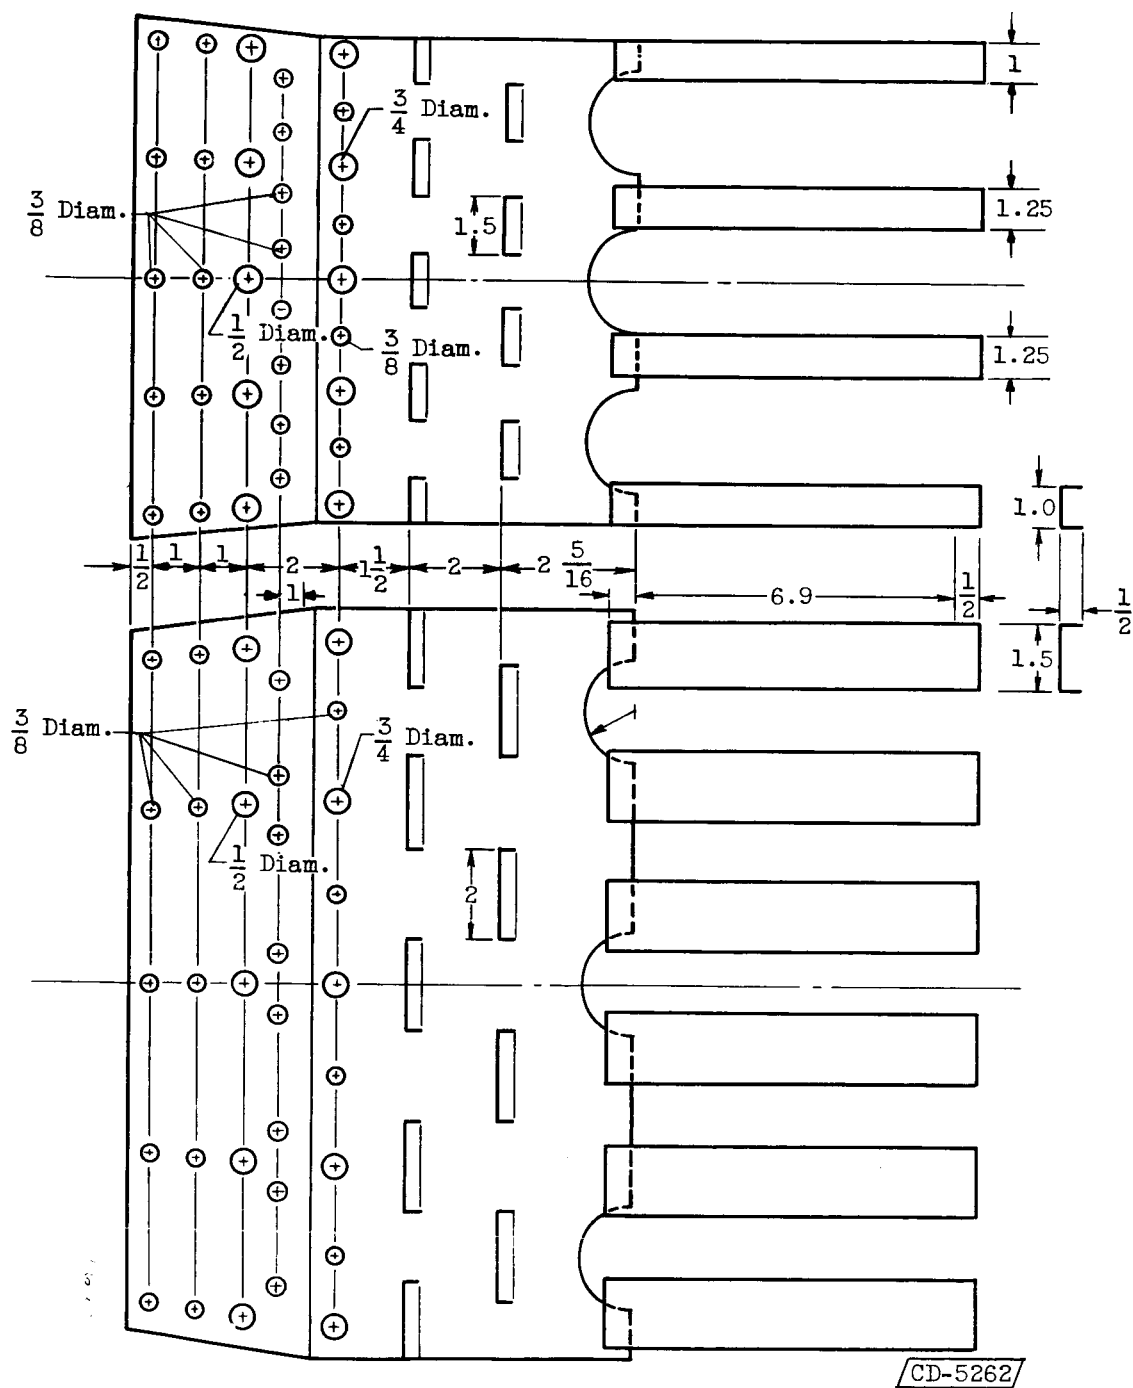 1
3/4 Diam.
3/8 Diam.
1.5
1.25
1/2 Diam.
3/8 Diam.
1.25
1.0
1/2 1 1 2 1 1/2 2 2 5/16
1 6.9 1/2 1/2
1.5
3/8 Diam.
3/4 Diam.
1/2 Diam.
2
CD-5262